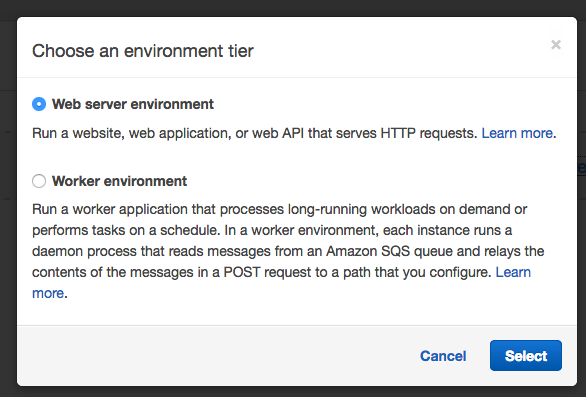 Choose an environment tier
×
Web server environment
Run a website, web application, or web API that serves HTTP requests. Learn more.
Worker environment
Run a worker application that processes long-running workloads on demand or
performs tasks on a schedule. In a worker environment, each instance runs a
daemon process that reads messages from an Amazon SQS queue and relays the
contents of the messages in a POST request to a path that you configure. Learn
more.
Cancel
Select